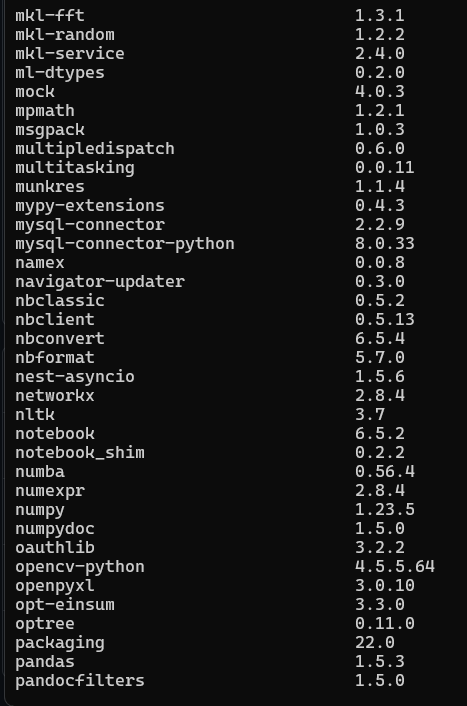 mkl-fft 1.3.1
mkl-random 1.2.2
mkl-service 2.4.0
ml-dtypes 0.2.0
mock 4.0.3
mpmath 1.2.1
msgpack 1.0.3
multipledispatch 0.6.0
multitasking 0.0.11
munkres 1.1.4
mypy-extensions 0.4.3
mysql-connector 2.2.9
mysql-connector-python 8.0.33
namex 0.0.8
navigator-updater 0.3.0
nbclassic 0.5.2
nbclient 0.5.13
nbconvert 6.5.4
nbformat 5.7.0
nest-asyncio 1.5.6
networkx 2.8.4
nltk 3.7
notebook 6.5.2
notebook_shim 0.2.2
numba 0.56.4
numexpr 2.8.4
numpy 1.23.5
numpydoc 1.5.0
oauthlib 3.2.2
opencv-python 4.5.5.64
openpyxl 3.0.10
opt-einsum 3.3.0
optree 0.11.0
packaging 22.0
pandas 1.5.3
pandocfilters 1.5.0